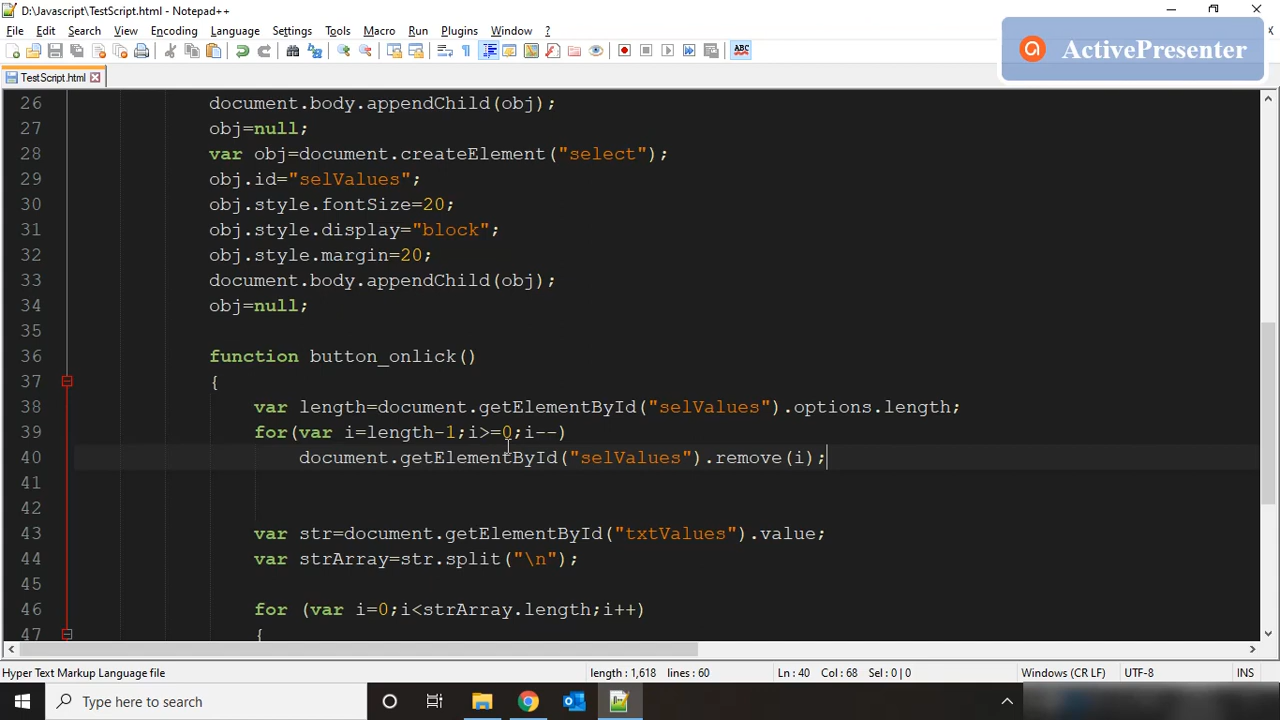 D:\Javascript\TestScript.html - Notepad++
File Edit Search View Encoding Language Settings Tools Macro Run Plugins Window ?
ActivePresenter
TestScript.html
26 document.body.appendChild(obj);
27 obj=null;
28 var obj=document.createElement("select");
29 obj.id="selValues";
30 obj.style.fontSize=20;
31 obj.style.display="block";
32 obj.style.margin=20;
33 document.body.appendChild(obj);
34 obj=null;
35
36 function button_onlick()
37 {
38 var length=document.getElementById("selValues").options.length;
39 for(var i=length-1;i>=0;i--)
40 document.getElementById("selValues").remove(i);
41
42
43 var str=document.getElementById("txtValues").value;
44 var strArray=str.split("\n");
45
46 for (var i=0;i<strArray.length;i++)
47 {
Hyper Text Markup Language file length : 1,618 lines : 60 Ln : 40 Col : 68 Sel : 0 | 0 Windows (CR LF) UTF-8 INS
Type here to search